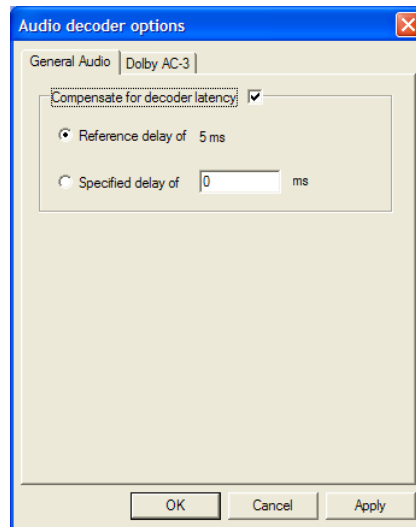 Audio decoder options
General Audio Dolby AC-3
Compensate for decoder latency
Reference delay of 5 ms
Specified delay of 0 ms
OK Cancel Apply